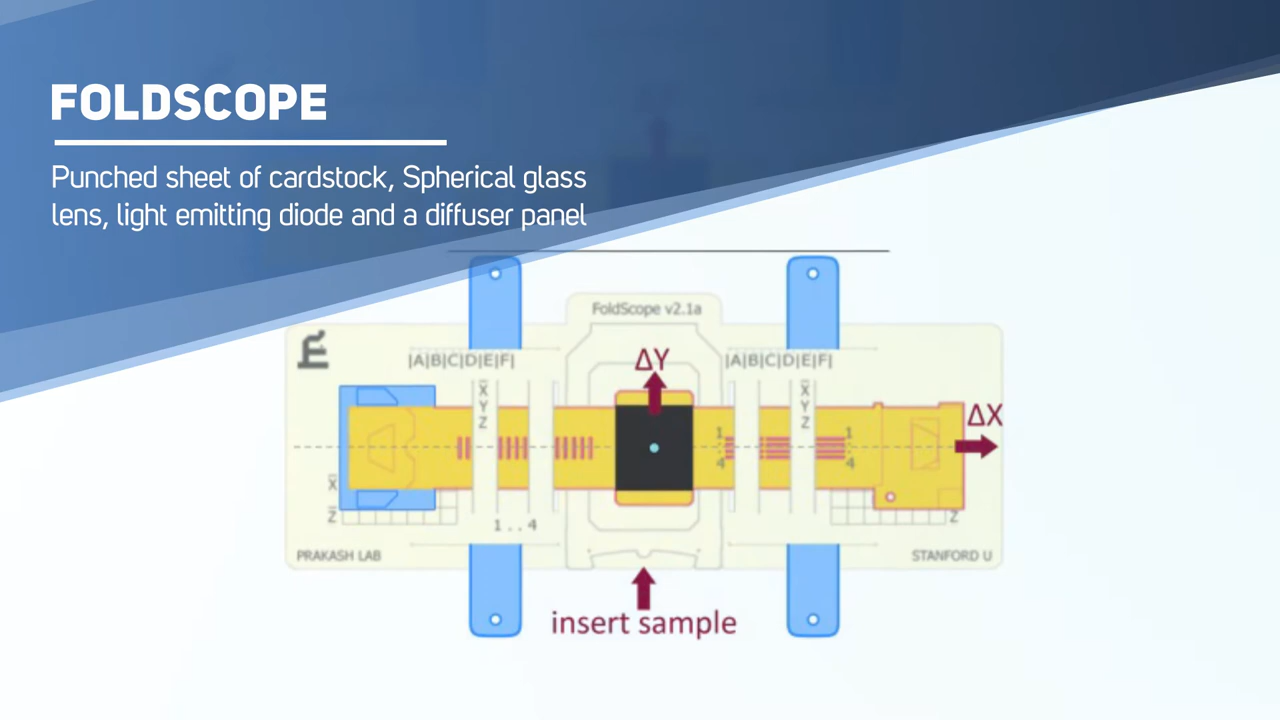 FOLDSCOPE
Punched sheet of cardstock, Spherical glass
lens, light emitting diode and a diffuser panel
FoldScope v2.1a
|A|B|C|D|E|F|
ΔY
|A|B|C|D|E|F|
X̄
Y
Z
X̄
Y
Z
ΔX
1
4
1
4
X̄
Z̄
Z
1 . . 4
PRAKASH LAB
STANFORD U
insert sample